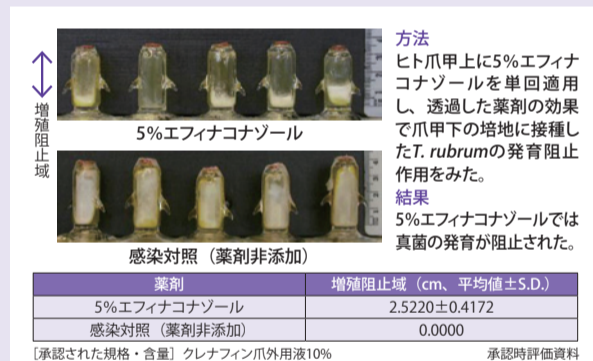 増殖阻止域
5%エフィナコナゾール
感染対照（薬剤非添加）
方法
ヒト爪甲上に5%エフィナ
コナゾールを単回適用
し、透過した薬剤の効果
で爪甲下の培地に接種し
たT. rubrumの発育阻止
作用をみた。
結果
5%エフィナコナゾールでは
真菌の発育が阻止された。
薬剤 増殖阻止域（cm、平均値±S.D.）
5%エフィナコナゾール 2.5220±0.4172
感染対照（薬剤非添加） 0.0000
［承認された規格・含量］クレナフィン爪外用液10% 承認時評価資料